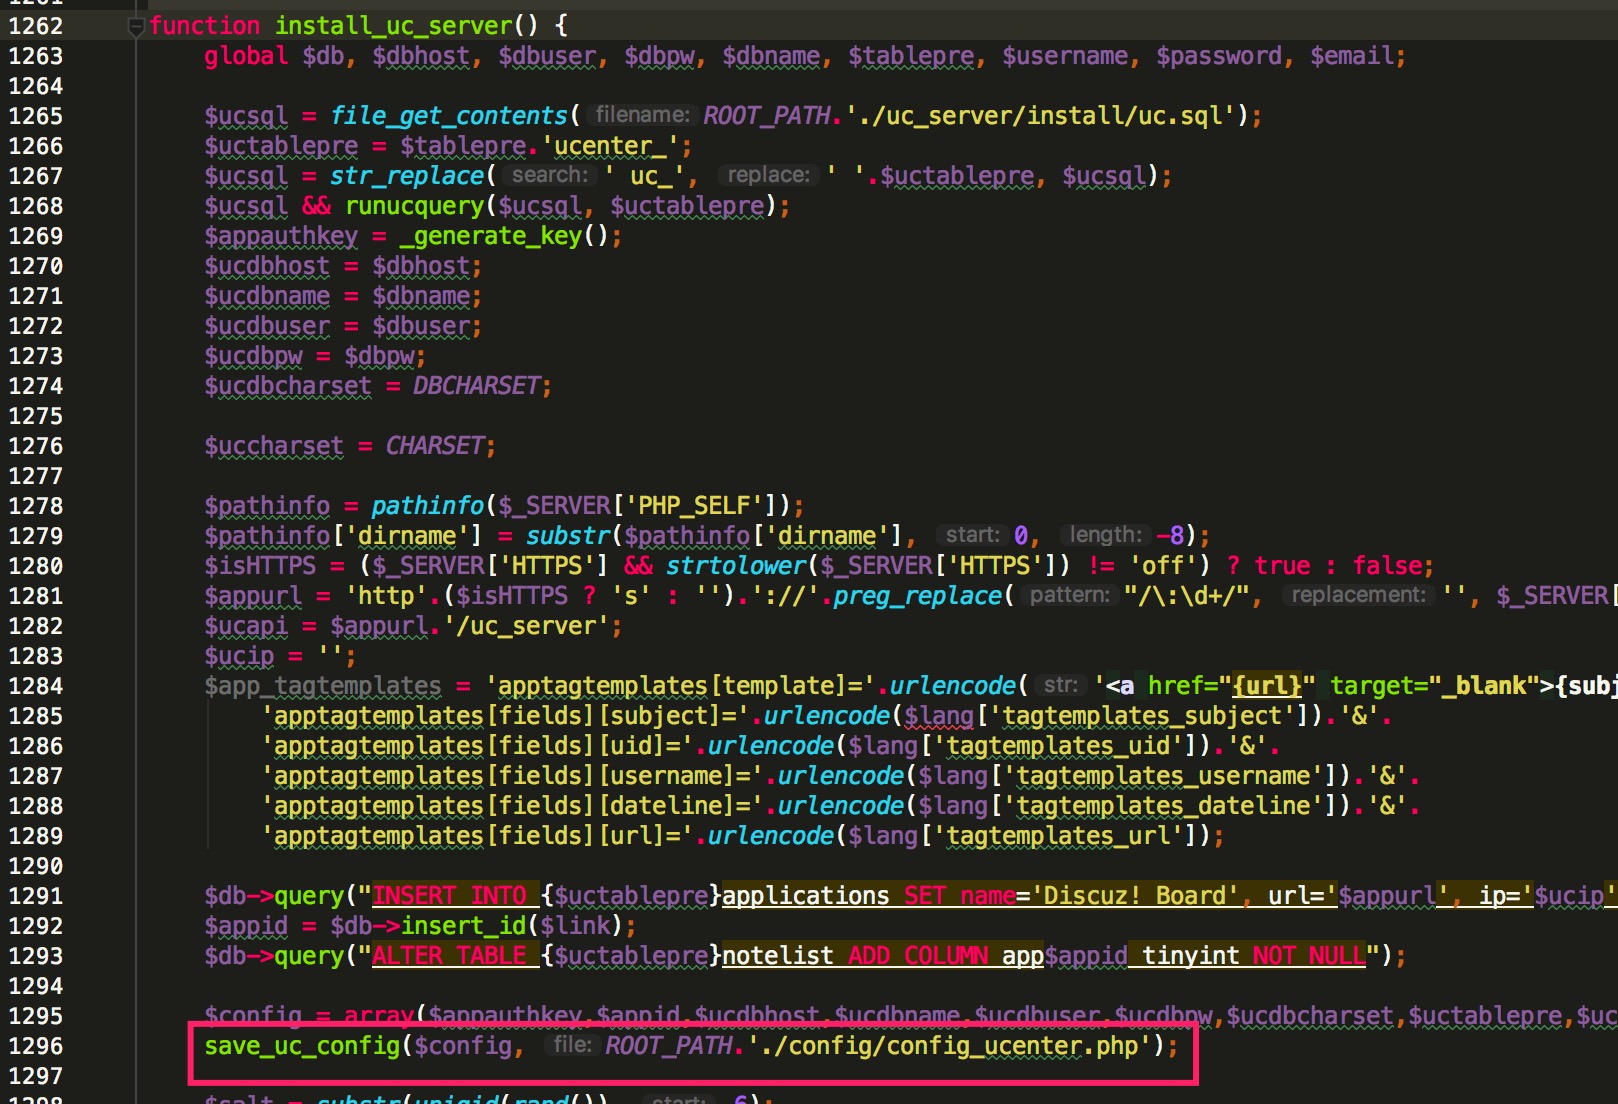 1262 function install_uc_server() {
1263 global $db, $dbhost, $dbuser, $dbpw, $dbname, $tablepre, $username, $password, $email;
1264
1265 $ucsql = file_get_contents( filename: ROOT_PATH.'./uc_server/install/uc.sql');
1266 $uctablepre = $tablepre.'ucenter_';
1267 $ucsql = str_replace( search: ' uc_', replace: ' '.$uctablepre, $ucsql);
1268 $ucsql && runucquery($ucsql, $uctablepre);
1269 $appauthkey = _generate_key();
1270 $ucdbhost = $dbhost;
1271 $ucdbname = $dbname;
1272 $ucdbuser = $dbuser;
1273 $ucdbpw = $dbpw;
1274 $ucdbcharset = DBCHARSET;
1275
1276 $uccharset = CHARSET;
1277
1278 $pathinfo = pathinfo($_SERVER['PHP_SELF']);
1279 $pathinfo['dirname'] = substr($pathinfo['dirname'], start: 0, length: -8);
1280 $isHTTPS = ($_SERVER['HTTPS'] && strtolower($_SERVER['HTTPS']) != 'off') ? true : false;
1281 $appurl = 'http'.($isHTTPS ? 's' : '').'://'.preg_replace( pattern: "/\:\d+/", replacement: '', $_SERVER[
1282 $ucapi = $appurl.'/uc_server';
1283 $ucip = '';
1284 $app_tagtemplates = 'apptagtemplates[template]='.urlencode( str: '<a href="{url}" target="_blank">{subj
1285 'apptagtemplates[fields][subject]='.urlencode($lang['tagtemplates_subject']).'&'.
1286 'apptagtemplates[fields][uid]='.urlencode($lang['tagtemplates_uid']).'&'.
1287 'apptagtemplates[fields][username]='.urlencode($lang['tagtemplates_username']).'&'.
1288 'apptagtemplates[fields][dateline]='.urlencode($lang['tagtemplates_dateline']).'&'.
1289 'apptagtemplates[fields][url]='.urlencode($lang['tagtemplates_url']);
1290
1291 $db->query("INSERT INTO {$uctablepre}applications SET name='Discuz! Board', url='$appurl', ip='$ucip'
1292 $appid = $db->insert_id($link);
1293 $db->query("ALTER TABLE {$uctablepre}notelist ADD COLUMN app$appid tinyint NOT NULL");
1294
1295 $config = array($appauthkey,$appid,$ucdbhost,$ucdbname,$ucdbuser,$ucdbpw,$ucdbcharset,$uctablepre,$uc
1296 save_uc_config($config, file: ROOT_PATH.'./config/config_ucenter.php');
1297
1298 $salt = substr(uniqid(rand()), start: -6);